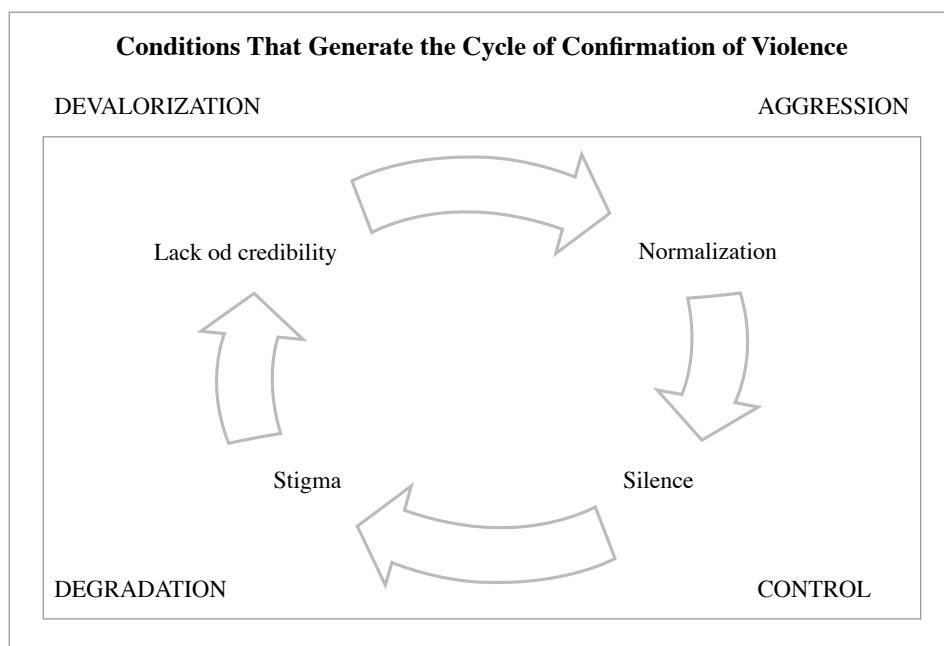 Conditions That Generate the Cycle of Confirmation of Violence
DEVALORIZATION
AGGRESSION
Lack od credibility
Normalization
Stigma
Silence
DEGRADATION
CONTROL